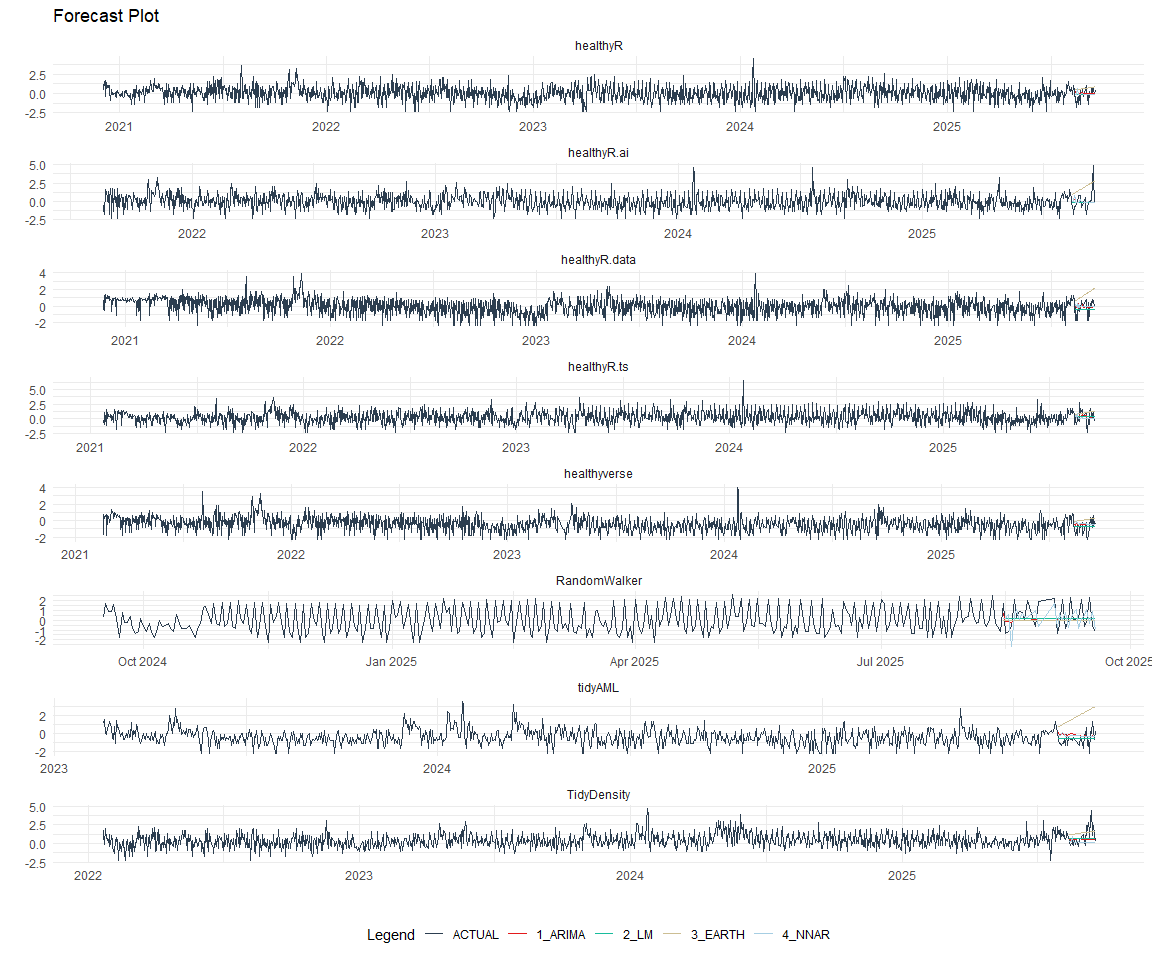 Forecast Plot
healthyR
2.5
0.0
-2.5
2021 2022 2023 2024 2025
healthyR.ai
5.0
2.5
0.0
-2.5
2022 2023 2024 2025
healthyR.data
4
2
0
-2
2021 2022 2023 2024 2025
healthyR.ts
5.0
2.5
0.0
-2.5
2021 2022 2023 2024 2025
healthyverse
4
2
0
-2
2021 2022 2023 2024 2025
RandomWalker
2
1
0
-1
-2
Oct 2024 Jan 2025 Apr 2025 Jul 2025 Oct 2025
tidyAML
2
0
-2
2023 2024 2025
TidyDensity
5.0
2.5
0.0
-2.5
2022 2023 2024 2025
Legend ACTUAL 1_ARIMA 2_LM 3_EARTH 4_NNAR